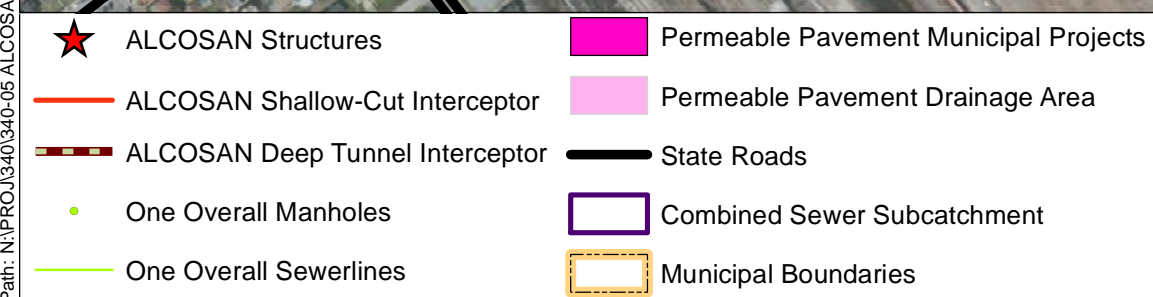 ALCOSAN Structures
ALCOSAN Shallow-Cut Interceptor
ALCOSAN Deep Tunnel Interceptor
One Overall Manholes
One Overall Sewerlines
Permeable Pavement Municipal Projects
Permeable Pavement Drainage Area
State Roads
Combined Sewer Subcatchment
Municipal Boundaries
Path: N:\PROJ\340\340-05 ALCOSA